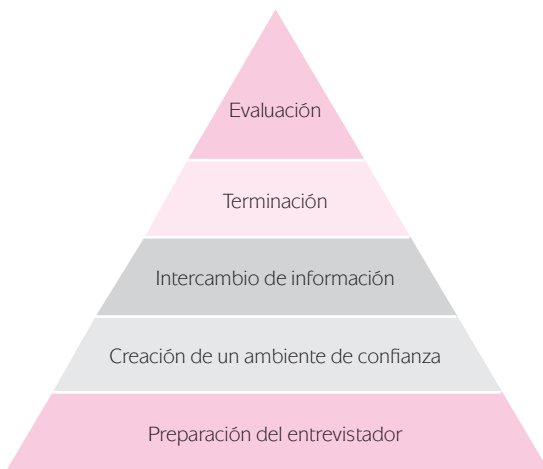 Evaluación
Terminación
Intercambio de información
Creación de un ambiente de confianza
Preparación del entrevistador